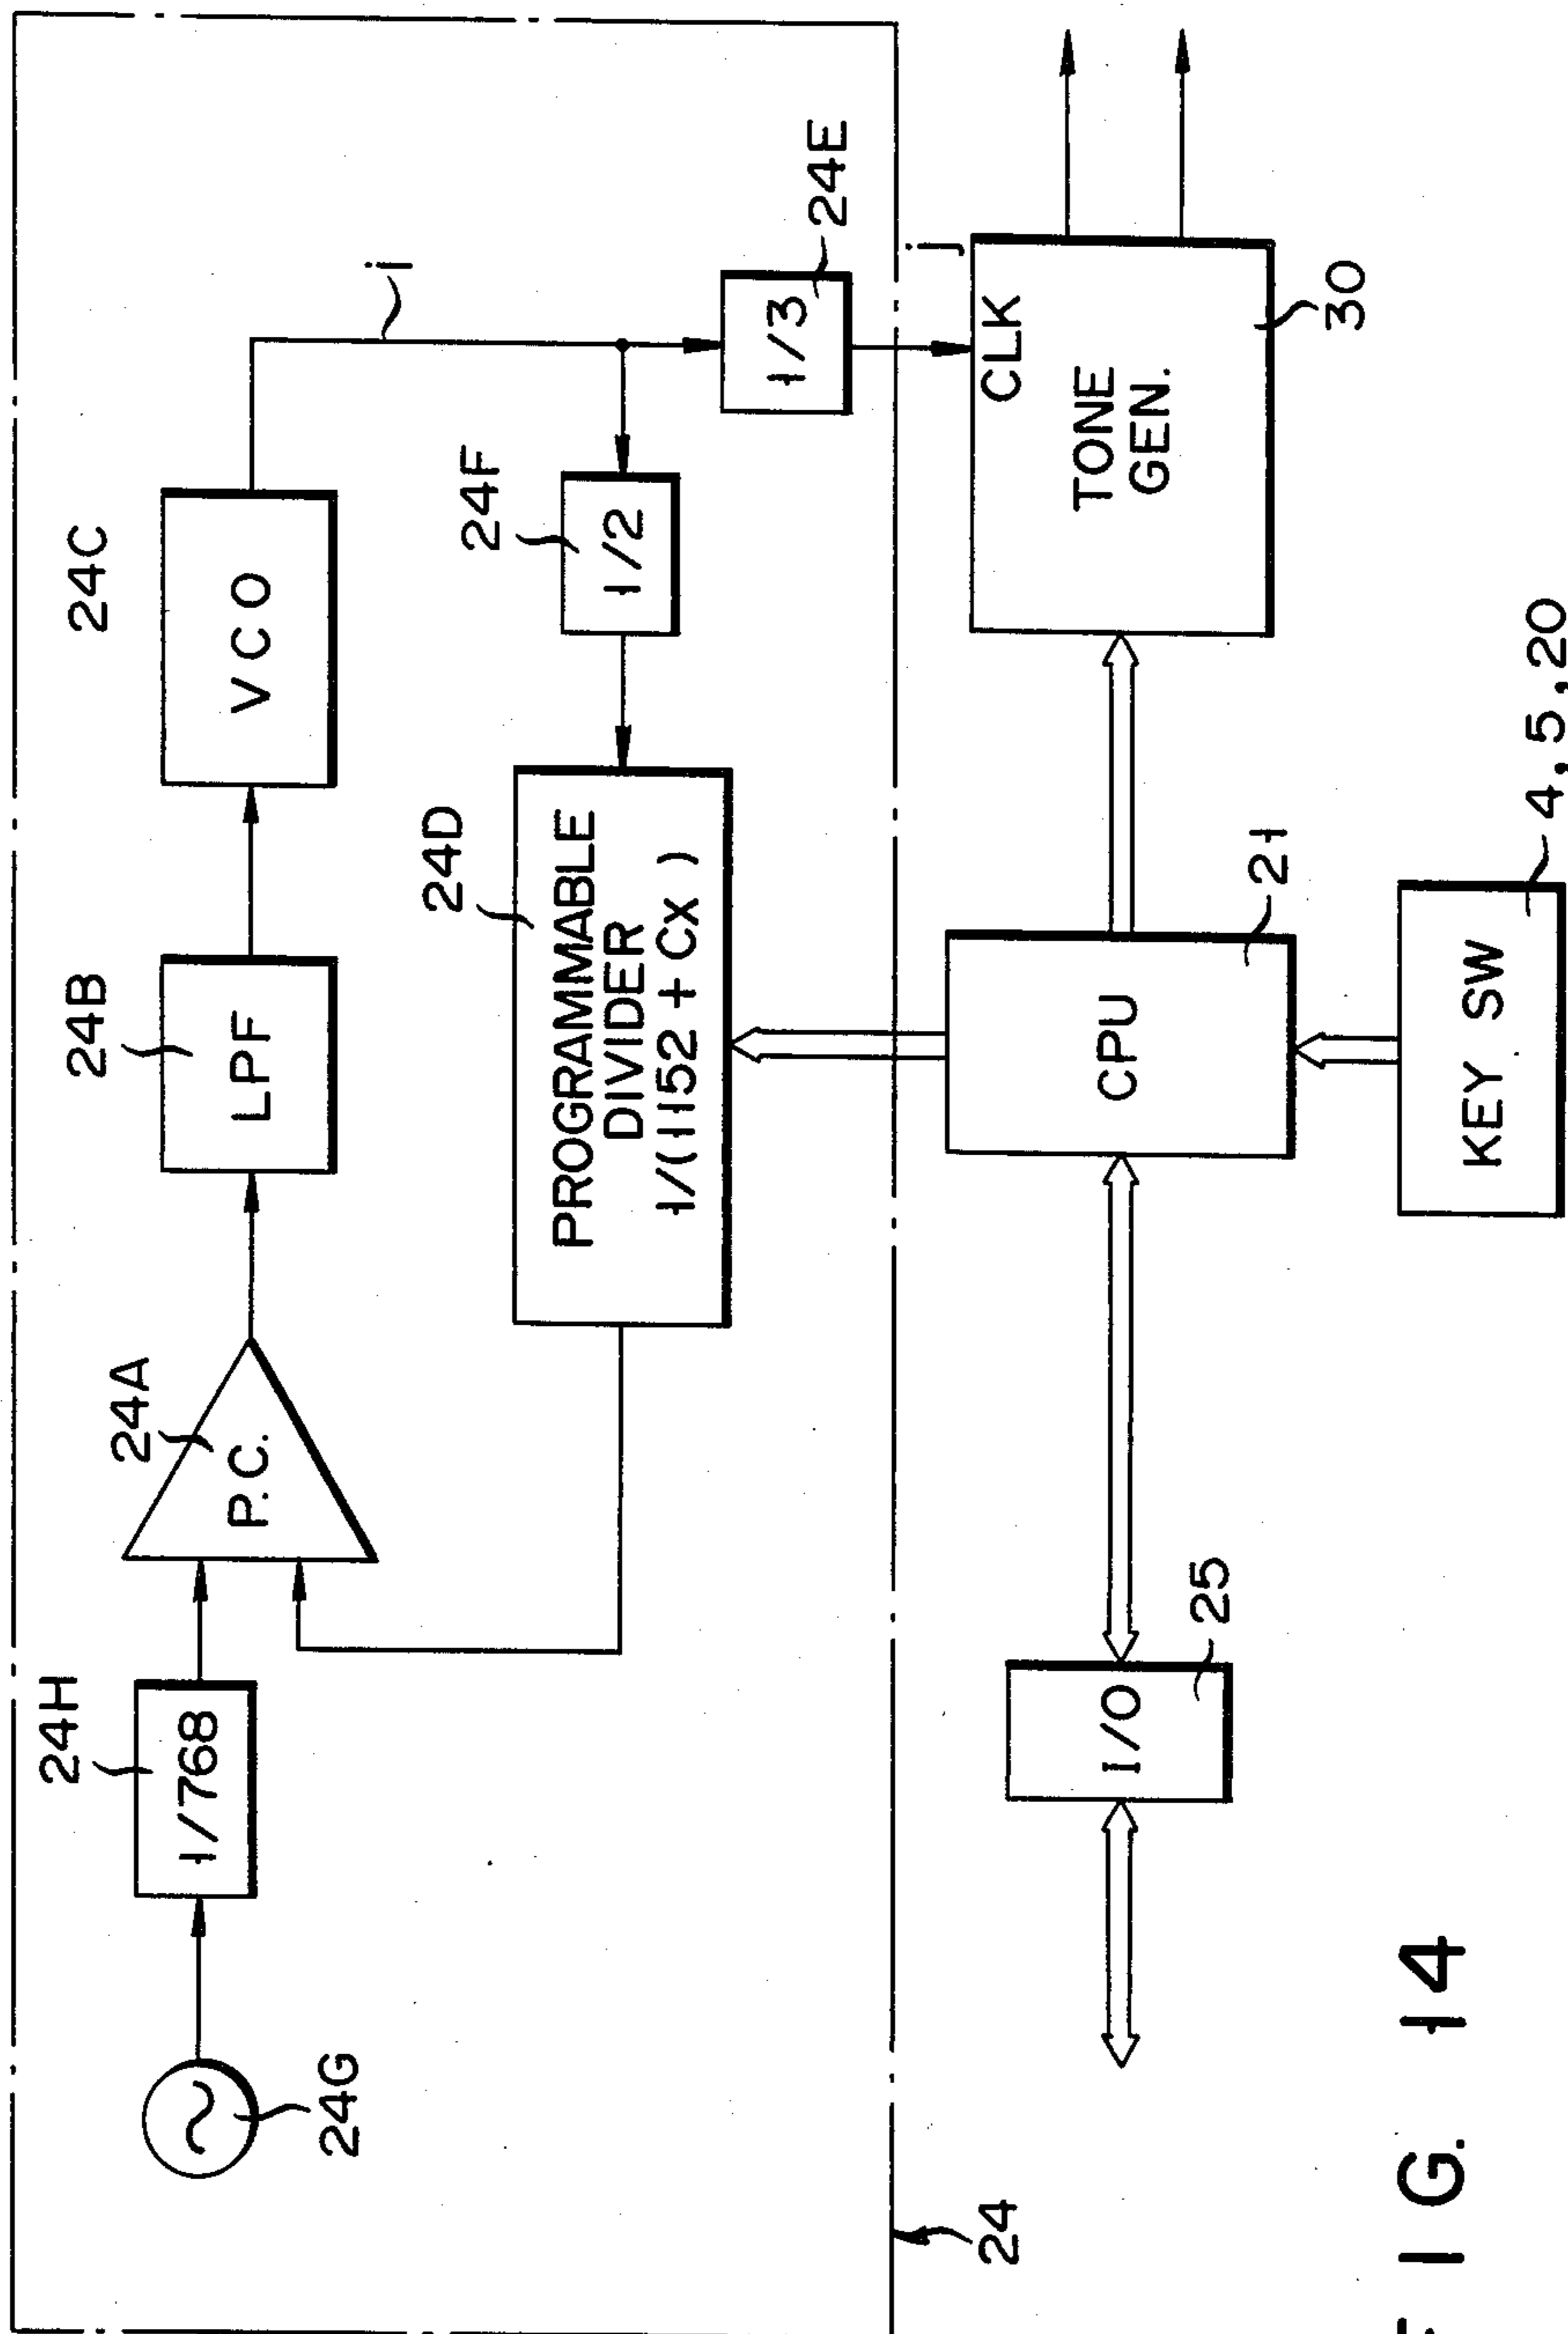 24G
24H
1/768
24A
P.C.
24B
LPF
24C
VCO
i
24D
PROGRAMMABLE
DIVIDER
1/(1152 + Cx )
24F
1/2
1/3
24E
24
j
CLK
TONE
GEN.
30
CPU
21
I/O
25
KEY SW
4,5,20
FIG. 14